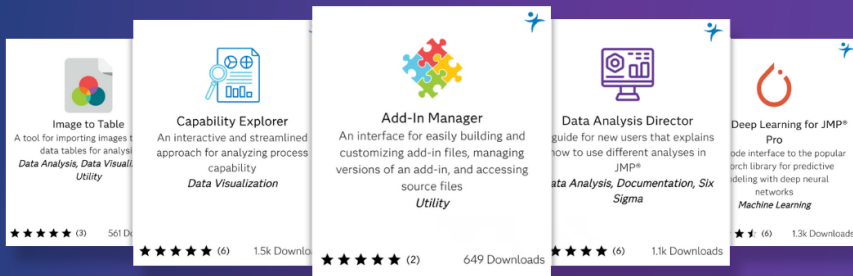 Image to Table
A tool for importing images t
data tables for analysi
Data Analysis, Data Visuali
Utility
(3) 561 Do
Capability Explorer
An interactive and streamlined
approach for analyzing process
capability
Data Visualization
(6) 1.5k Downlo
Add-In Manager
An interface for easily building and
customizing add-in files, managing
versions of an add-in, and accessing
source files
Utility
(2) 649 Downloads
Data Analysis Director
guide for new users that explains
how to use different analyses in
JMP®
ata Analysis, Documentation, Six
Sigma
(6) 1.1k Downloads
Deep Learning for JMP®
Pro
ode interface to the popular
orch library for predictive
deling with deep neural
networks
Machine Learning
(6) 1.3k Downloads